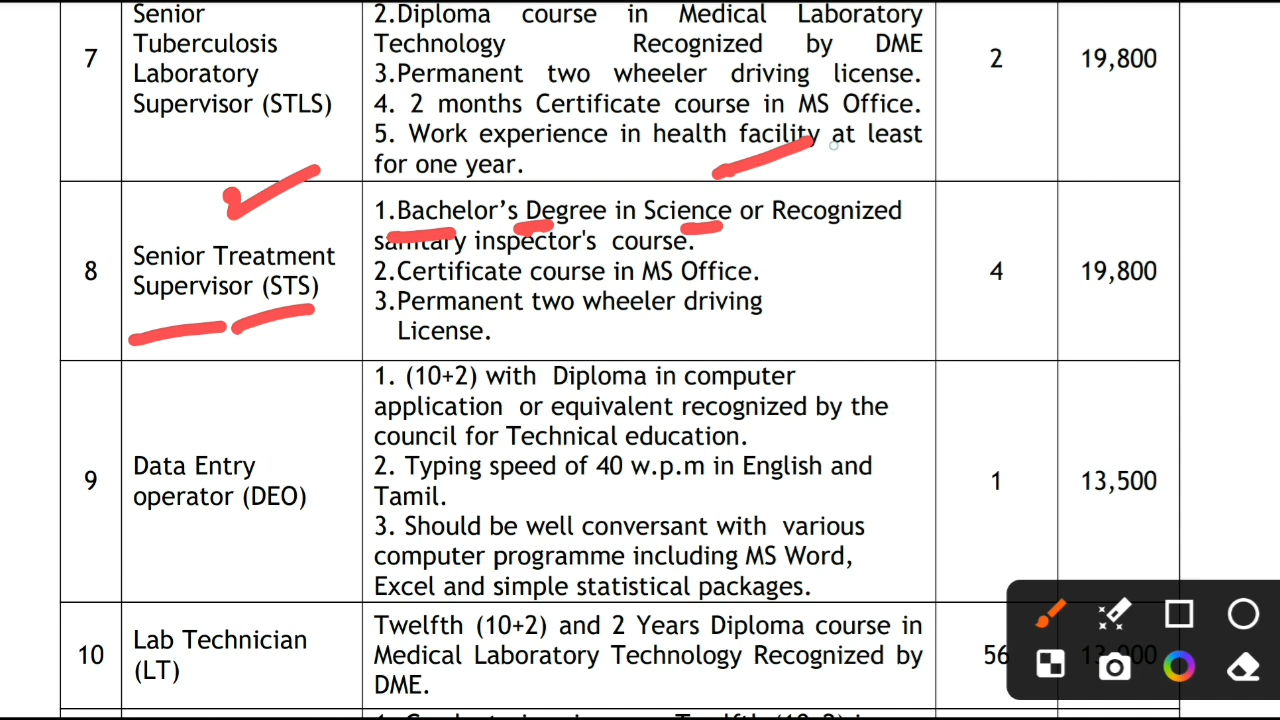 7
Senior
Tuberculosis
Laboratory
Supervisor (STLS)
2.Diploma course in Medical Laboratory
Technology Recognized by DME
3.Permanent two wheeler driving license.
4. 2 months Certificate course in MS Office.
5. Work experience in health facility at least
for one year.
2
19,800
8
Senior Treatment
Supervisor (STS)
1.Bachelor’s Degree in Science or Recognized
sanitary inspector's course.
2.Certificate course in MS Office.
3.Permanent two wheeler driving
License.
4
19,800
9
Data Entry
operator (DEO)
1. (10+2) with Diploma in computer
application or equivalent recognized by the
council for Technical education.
2. Typing speed of 40 w.p.m in English and
Tamil.
3. Should be well conversant with various
computer programme including MS Word,
Excel and simple statistical packages.
1
13,500
10
Lab Technician
(LT)
Twelfth (10+2) and 2 Years Diploma course in
Medical Laboratory Technology Recognized by
DME.
56
13,000